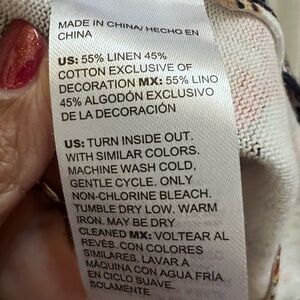 MADE IN CHINA/ HECHO EN
CHINA
US: 55% LINEN 45%
COTTON EXCLUSIVE OF
DECORATION MX: 55% LINO
45% ALGODÓN EXCLUSIVO
DE LA DECORACIÓN
US: TURN INSIDE OUT.
WITH SIMILAR COLORS.
MACHINE WASH COLD,
GENTLE CYCLE. ONLY
NON-CHLORINE BLEACH.
TUMBLE DRY LOW. WARM
IRON. MAY BE DRY
CLEANED MX: VOLTEAR AL
REVÉS. CON COLORES
SIMILARES. LAVAR A
MÁQUINA CON AGUA FRÍA
EN CICLO SUAVE.
SOLAMENTE